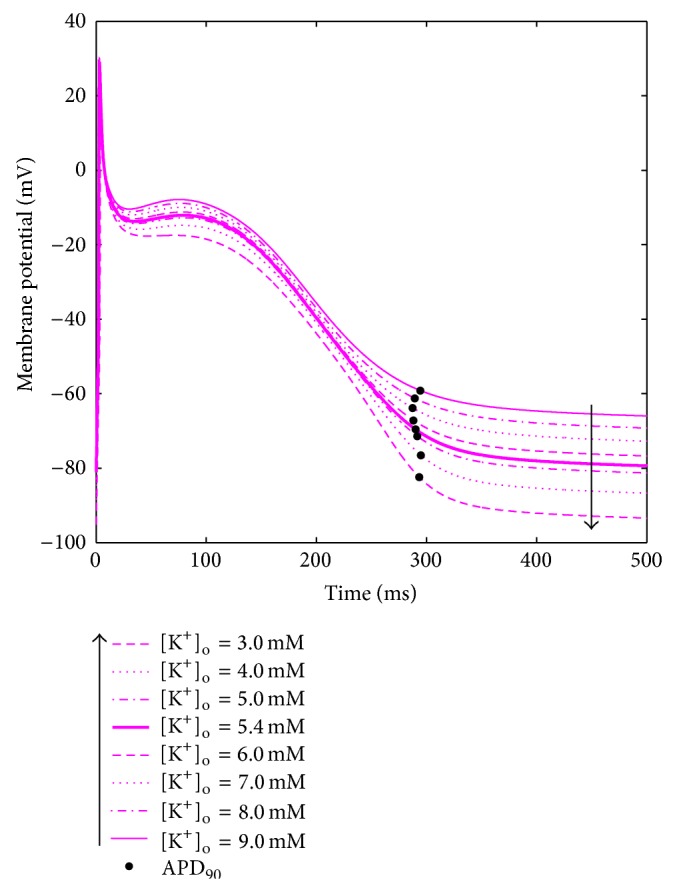 40
20
0
−20
−40
−60
−80
−100
Membrane potential (mV)
0 100 200 300 400 500
Time (ms)
[K⁺]ₒ = 3.0 mM
[K⁺]ₒ = 4.0 mM
[K⁺]ₒ = 5.0 mM
[K⁺]ₒ = 5.4 mM
[K⁺]ₒ = 6.0 mM
[K⁺]ₒ = 7.0 mM
[K⁺]ₒ = 8.0 mM
[K⁺]ₒ = 9.0 mM
APD₉₀